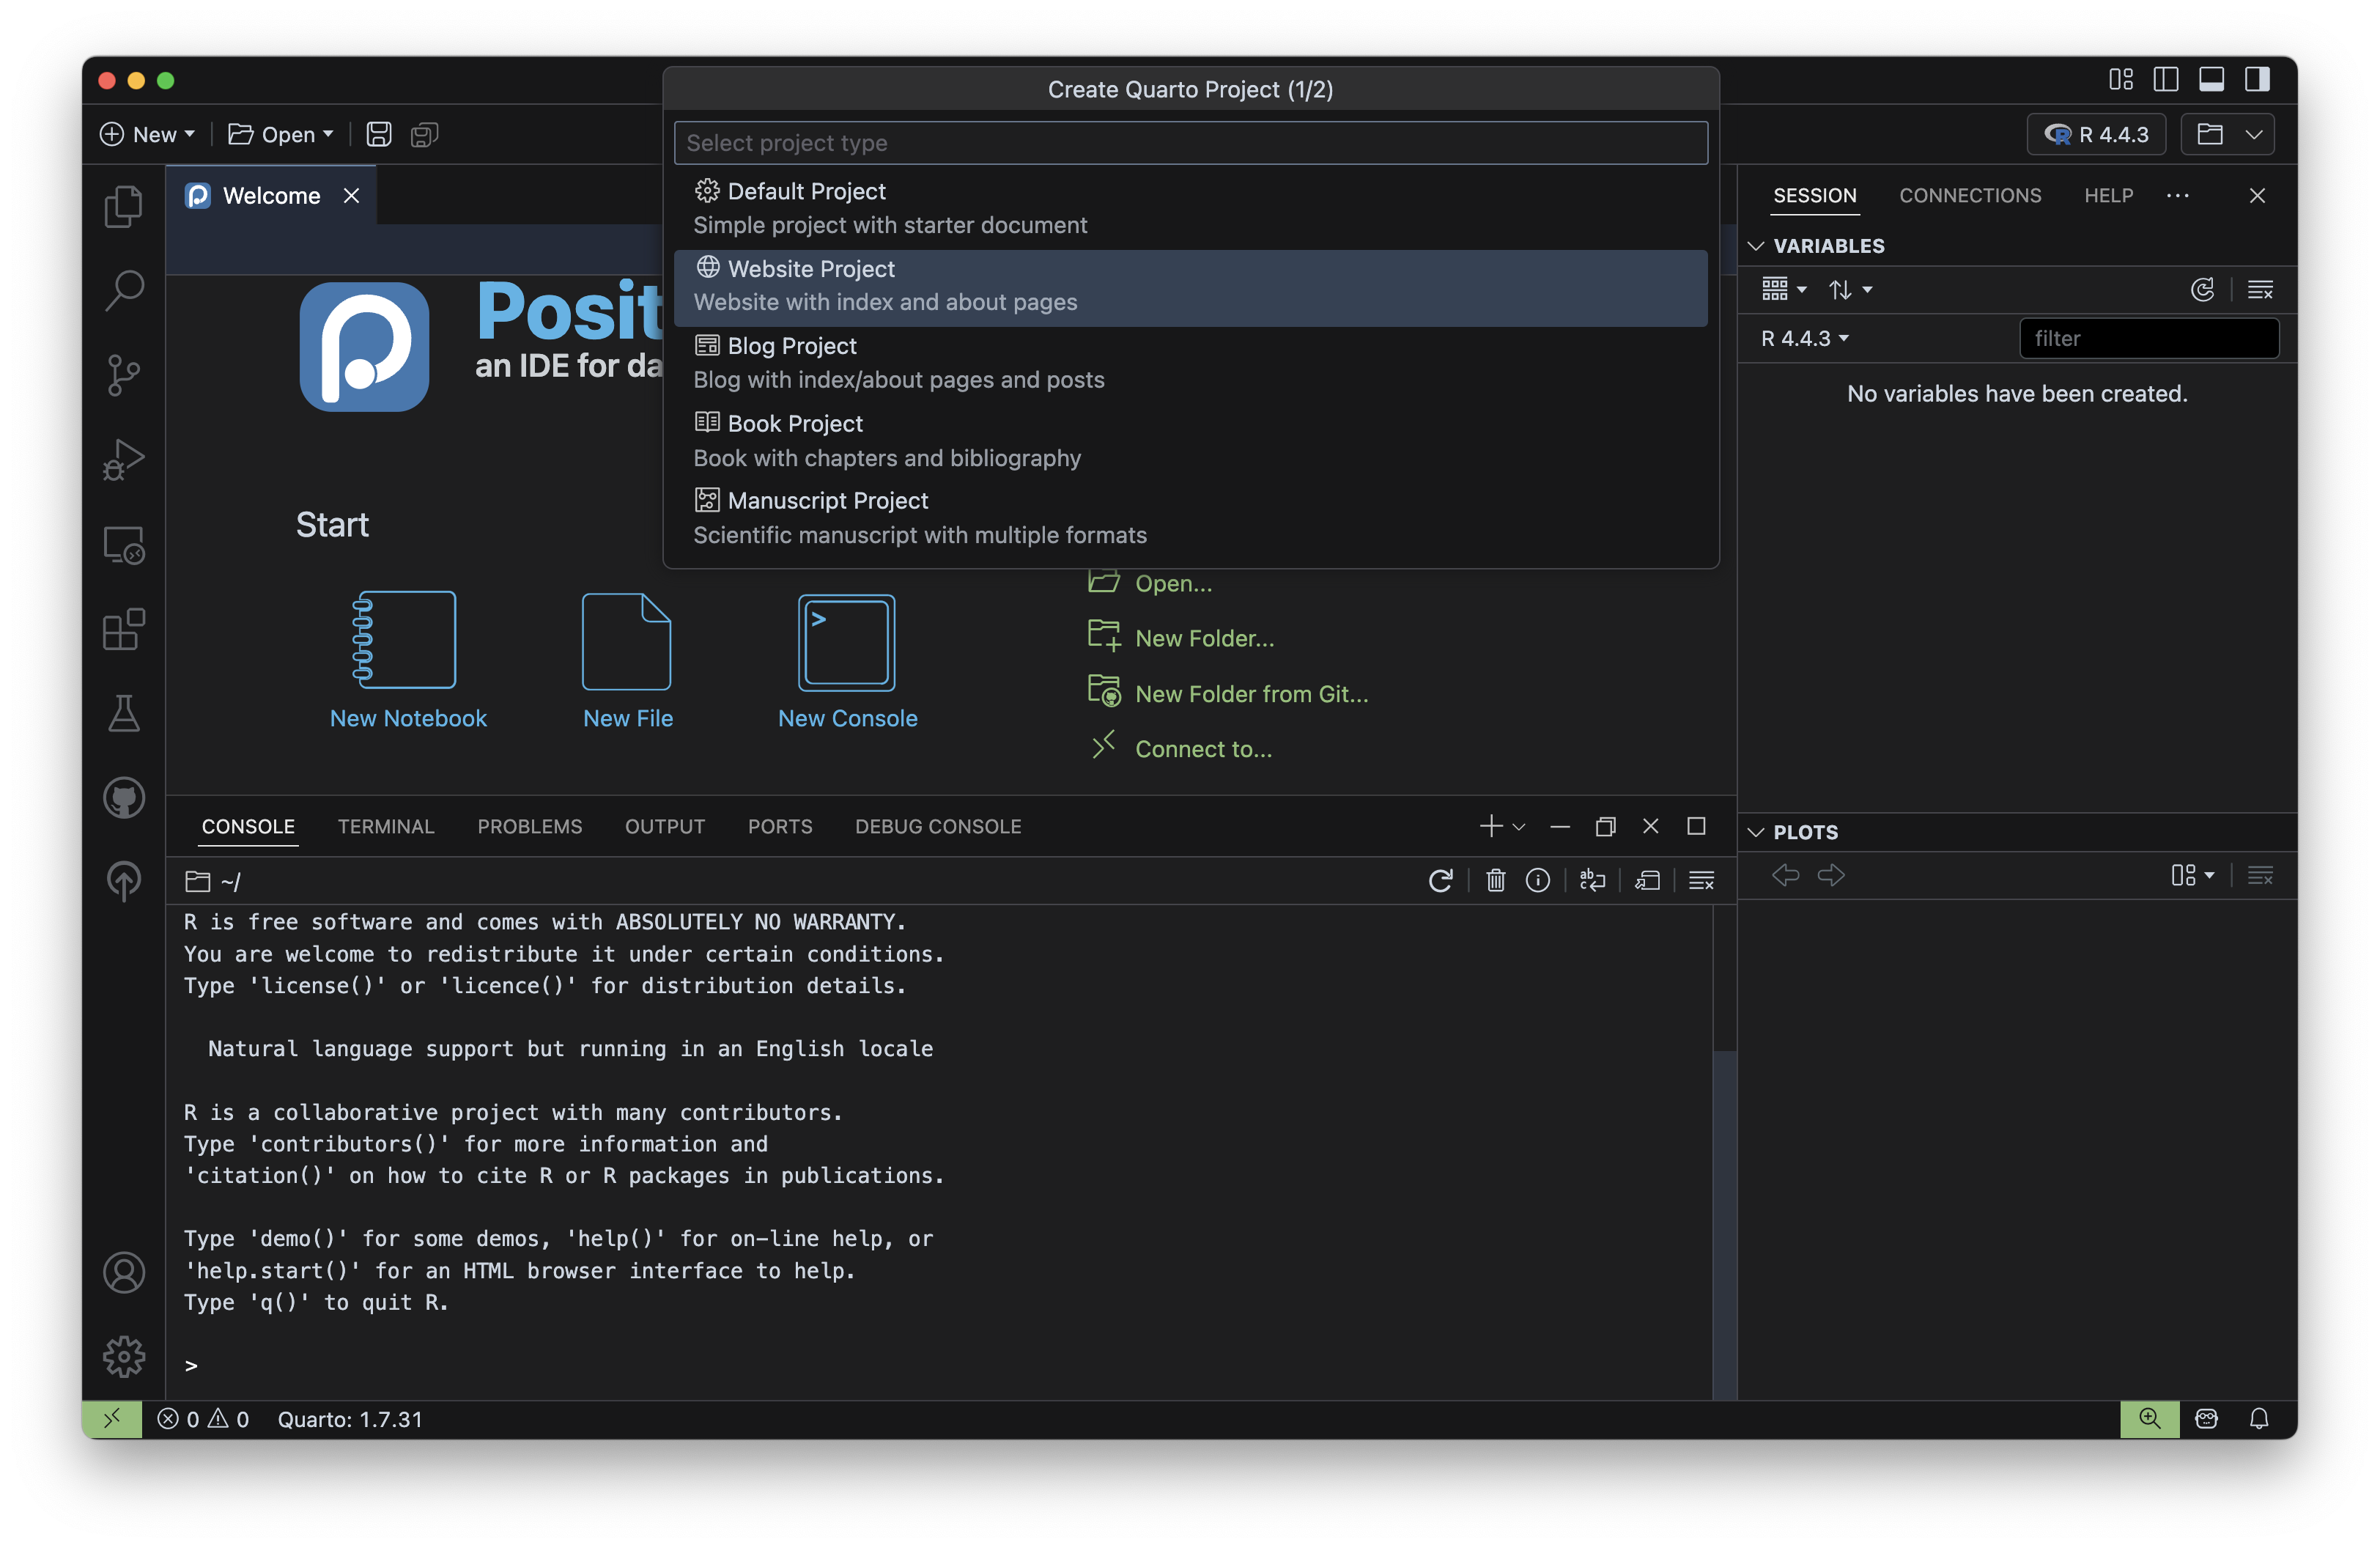 Create Quarto Project (1/2)
New
Open
R 4.4.3
Select project type
Default Project
Simple project with starter document
Website Project
Website with index and about pages
Blog Project
Blog with index/about pages and posts
Book Project
Book with chapters and bibliography
Manuscript Project
Scientific manuscript with multiple formats
Welcome
Posit
an IDE for da
Start
New Notebook
New File
New Console
Open...
New Folder...
New Folder from Git...
Connect to...
SESSION CONNECTIONS HELP
VARIABLES
R 4.4.3
filter
No variables have been created.
PLOTS
CONSOLE TERMINAL PROBLEMS OUTPUT PORTS DEBUG CONSOLE
~/
R is free software and comes with ABSOLUTELY NO WARRANTY.
You are welcome to redistribute it under certain conditions.
Type 'license()' or 'licence()' for distribution details.
Natural language support but running in an English locale
R is a collaborative project with many contributors.
Type 'contributors()' for more information and
'citation()' on how to cite R or R packages in publications.
Type 'demo()' for some demos, 'help()' for on-line help, or
'help.start()' for an HTML browser interface to help.
Type 'q()' to quit R.
>
0 0 Quarto: 1.7.31